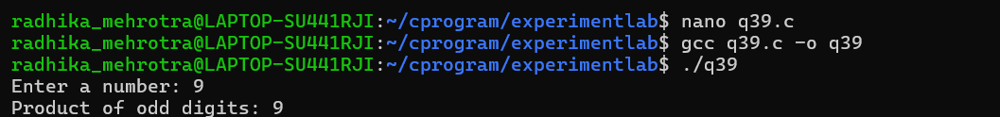 radhika_mehrotra@LAPTOP-SU441RJI:~/cprogram/experimentlab$ nano q39.c
radhika_mehrotra@LAPTOP-SU441RJI:~/cprogram/experimentlab$ gcc q39.c -o q39
radhika_mehrotra@LAPTOP-SU441RJI:~/cprogram/experimentlab$ ./q39
Enter a number: 9
Product of odd digits: 9